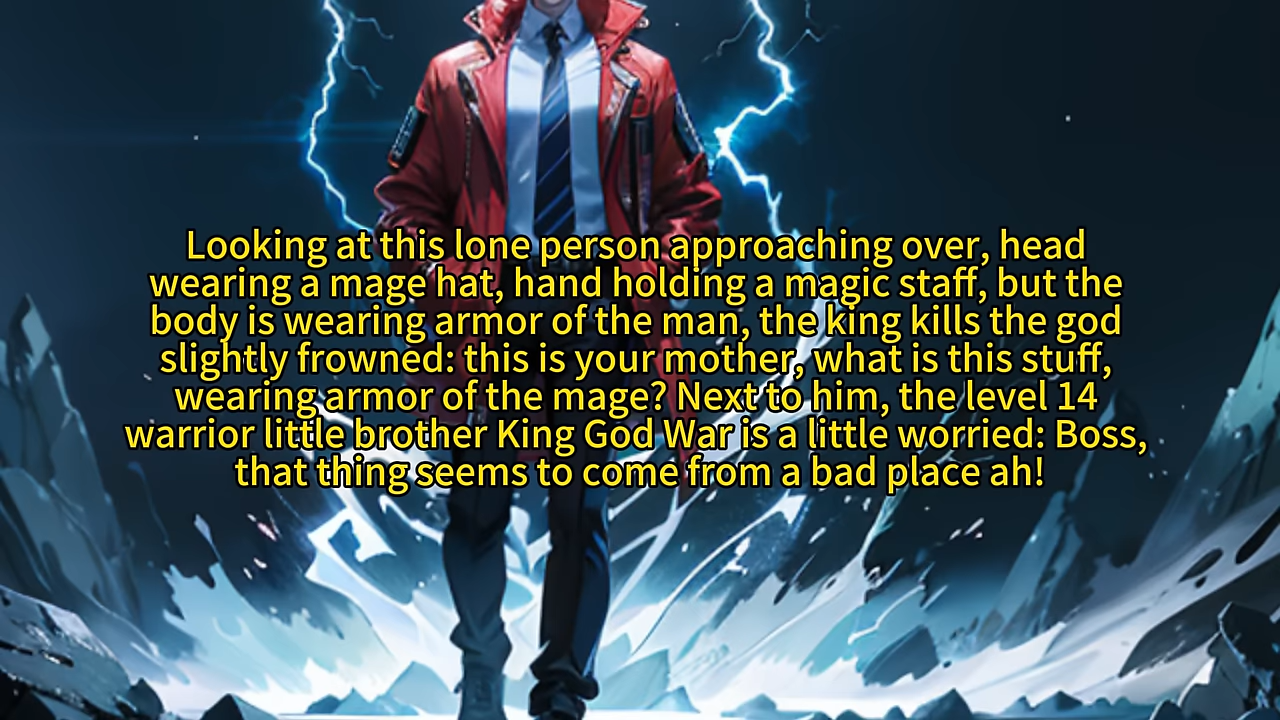 Looking at this lone person approaching over, head
wearing a mage hat, hand holding a magic staff, but the
body is wearing armor of the man, the king kills the god
slightly frowned: this is your mother, what is this stuff,
wearing armor of the mage? Next to him, the level 14
warrior little brother King God War is a little worried: Boss,
that thing seems to come from a bad place ah!